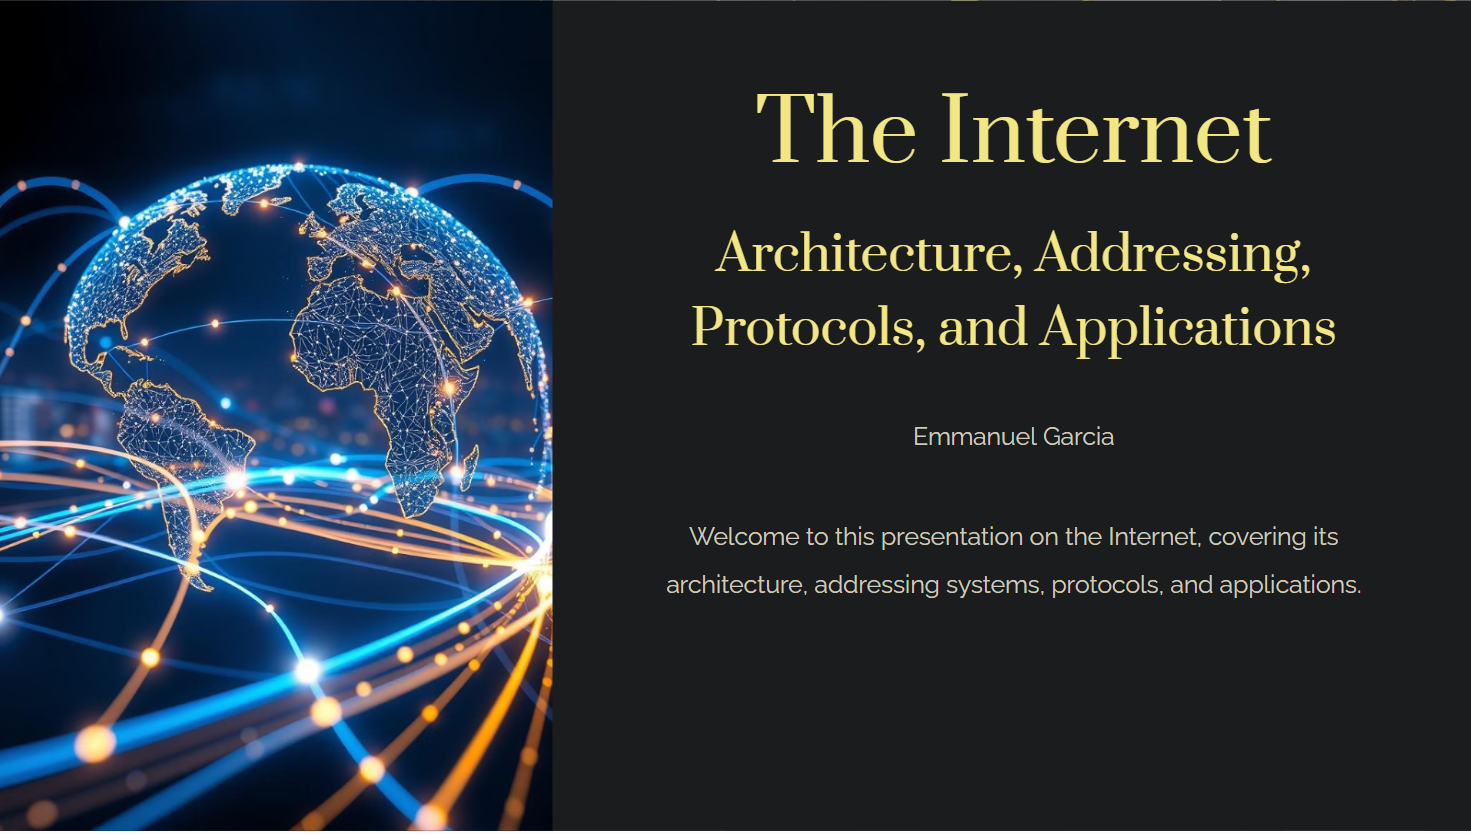 The Internet
Architecture, Addressing,
Protocols, and Applications
Emmanuel Garcia
Welcome to this presentation on the Internet, covering its
architecture, addressing systems, protocols, and applications.